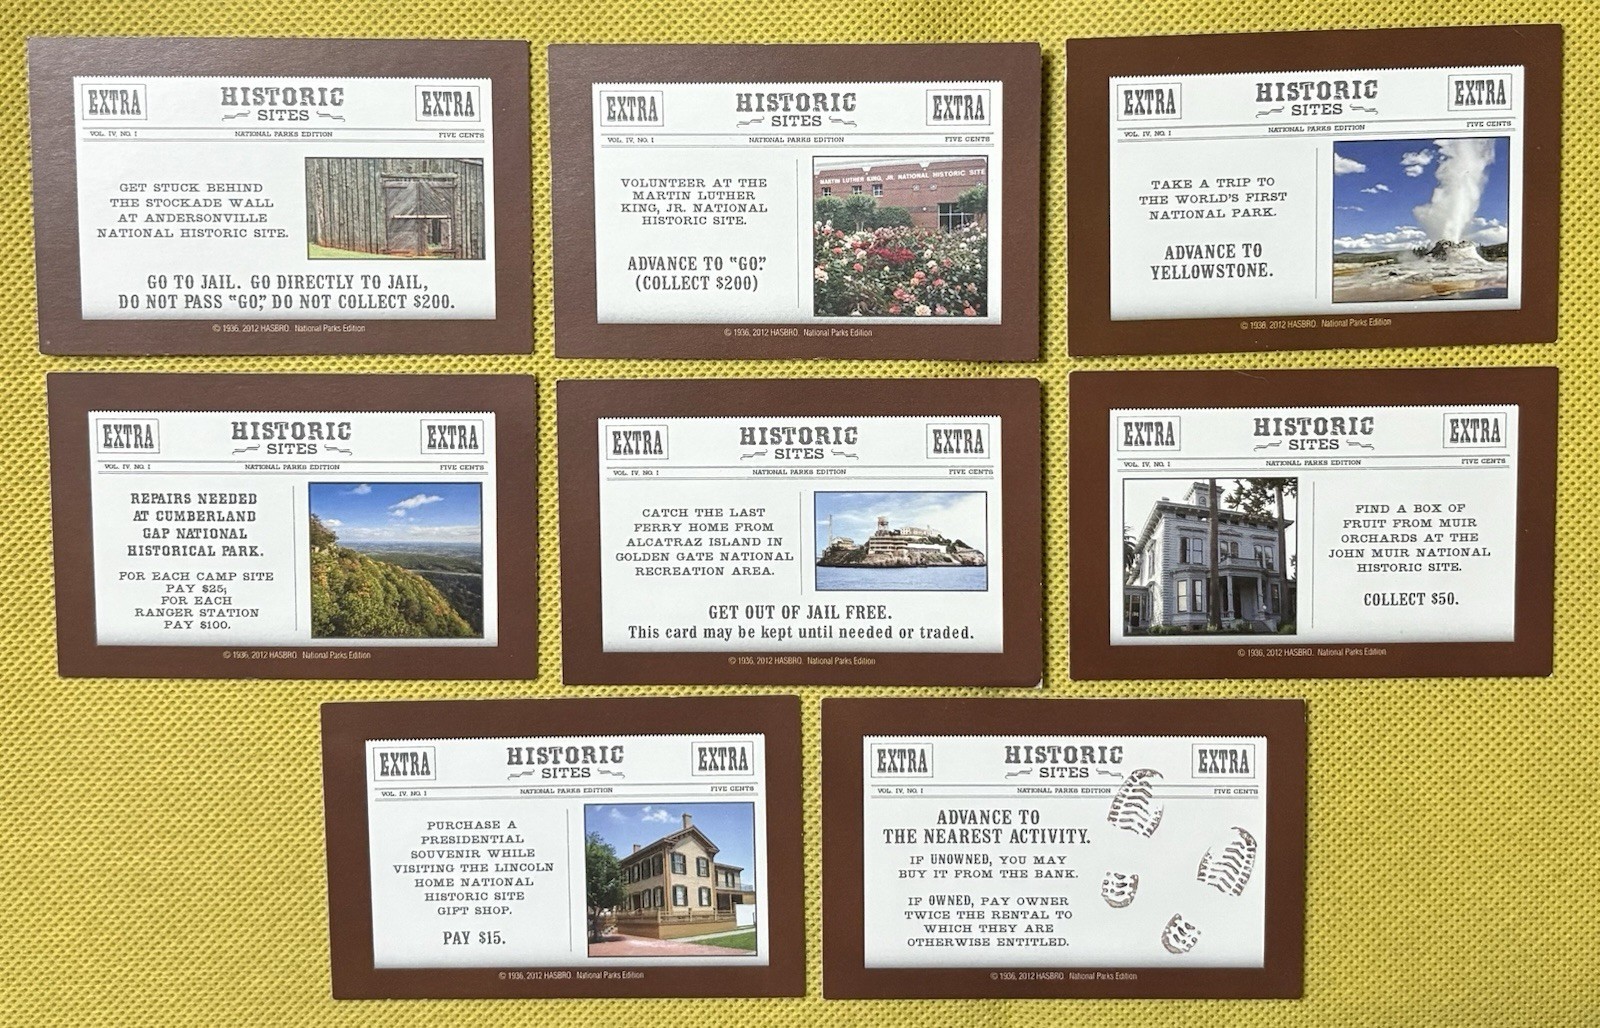 EXTRA
HISTORIC
SITES
EXTRA
VOL. IV, NO. 1
NATIONAL PARKS EDITION
FIVE CENTS
GET STUCK BEHIND
THE STOCKADE WALL
AT ANDERSONVILLE
NATIONAL HISTORIC SITE.
GO TO JAIL. GO DIRECTLY TO JAIL,
DO NOT PASS "GO," DO NOT COLLECT $200.
© 1936, 2012 HASBRO. National Parks Edition
EXTRA
HISTORIC
SITES
EXTRA
VOL. IV, NO. 1
NATIONAL PARKS EDITION
FIVE CENTS
VOLUNTEER AT THE
MARTIN LUTHER
KING, JR. NATIONAL
HISTORIC SITE.
ADVANCE TO "GO."
(COLLECT $200)
MARTIN LUTHER KING, JR. NATIONAL HISTORIC SITE
© 1936, 2012 HASBRO. National Parks Edition
EXTRA
HISTORIC
SITES
EXTRA
VOL. IV, NO. 1
NATIONAL PARKS EDITION
FIVE CENTS
TAKE A TRIP TO
THE WORLD'S FIRST
NATIONAL PARK.
ADVANCE TO
YELLOWSTONE.
© 1936, 2012 HASBRO. National Parks Edition
EXTRA
HISTORIC
SITES
EXTRA
VOL. IV, NO. 1
NATIONAL PARKS EDITION
FIVE CENTS
REPAIRS NEEDED
AT CUMBERLAND
GAP NATIONAL
HISTORICAL PARK.
FOR EACH CAMP SITE
PAY $25;
FOR EACH
RANGER STATION
PAY $100.
© 1936, 2012 HASBRO. National Parks Edition
EXTRA
HISTORIC
SITES
EXTRA
VOL. IV, NO. 1
NATIONAL PARKS EDITION
FIVE CENTS
CATCH THE LAST
FERRY HOME FROM
ALCATRAZ ISLAND IN
GOLDEN GATE NATIONAL
RECREATION AREA.
GET OUT OF JAIL FREE.
This card may be kept until needed or traded.
© 1936, 2012 HASBRO. National Parks Edition
EXTRA
HISTORIC
SITES
EXTRA
VOL. IV, NO. 1
NATIONAL PARKS EDITION
FIVE CENTS
FIND A BOX OF
FRUIT FROM MUIR
ORCHARDS AT THE
JOHN MUIR NATIONAL
HISTORIC SITE.
COLLECT $50.
© 1936, 2012 HASBRO. National Parks Edition
EXTRA
HISTORIC
SITES
EXTRA
VOL. IV, NO. 1
NATIONAL PARKS EDITION
FIVE CENTS
PURCHASE A
PRESIDENTIAL
SOUVENIR WHILE
VISITING THE LINCOLN
HOME NATIONAL
HISTORIC SITE
GIFT SHOP.
PAY $15.
© 1936, 2012 HASBRO. National Parks Edition
EXTRA
HISTORIC
SITES
EXTRA
VOL. IV, NO. 1
NATIONAL PARKS EDITION
FIVE CENTS
ADVANCE TO
THE NEAREST ACTIVITY.
IF UNOWNED, YOU MAY
BUY IT FROM THE BANK.
IF OWNED, PAY OWNER
TWICE THE RENTAL TO
WHICH THEY ARE
OTHERWISE ENTITLED.
© 1936, 2012 HASBRO. National Parks Edition